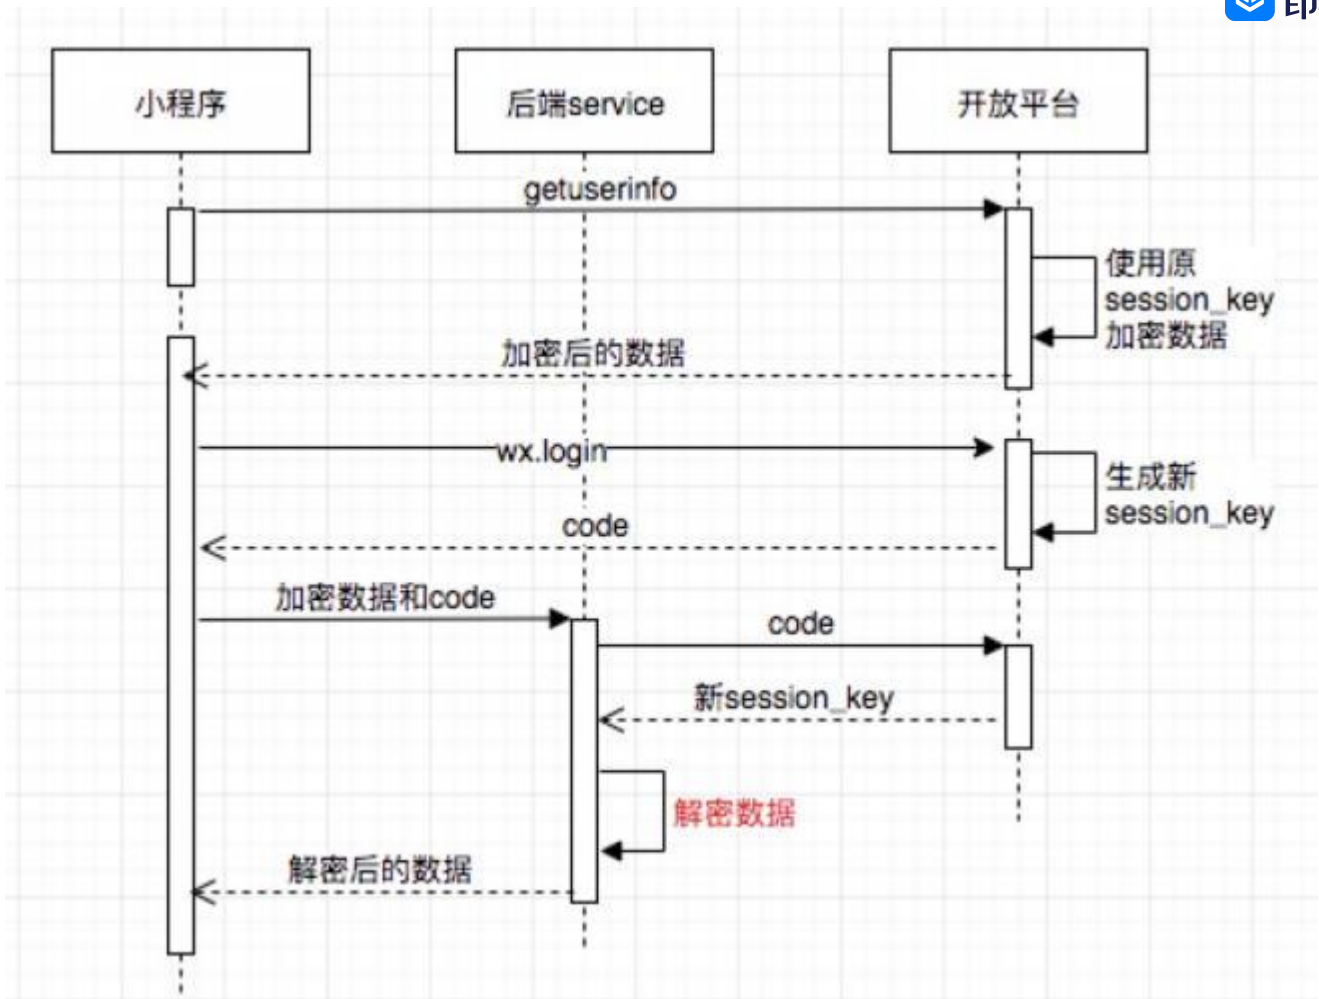 小程序
后端service
开放平台
getuserinfo
使用原
session_key
加密数据
加密后的数据
wx.login
生成新
session_key
code
加密数据和code
code
新session_key
解密数据
解密后的数据